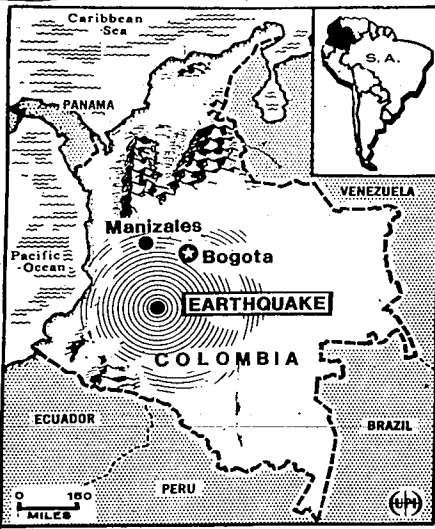 Caribbean
Sea
S.A.
PANAMA
VENEZUELA
Manizales
Pacific
Ocean
Bogota
EARTHQUAKE
COLOMBIA
ECUADOR
BRAZIL
PERU
0 150
MILES
UPI